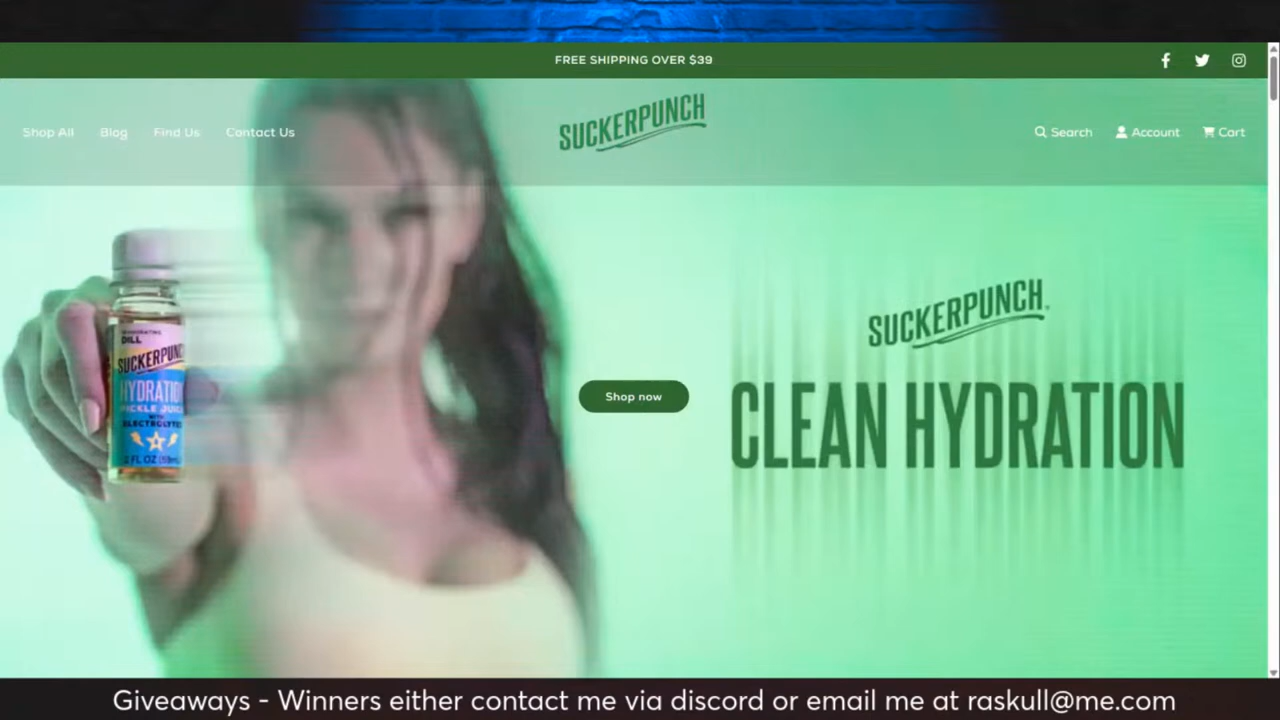 FREE SHIPPING OVER $39
Shop All Blog Find Us Contact Us
SUCKERPUNCH
Search Account Cart
SUCKERPUNCH
CLEAN HYDRATION
Shop now
DILL
SUCKERPUNCH
HYDRATION
PICKLE JUICE
WITH
ELECTROLYTES
2 FL OZ (59mL)
Giveaways - Winners either contact me via discord or email me at raskull@me.com